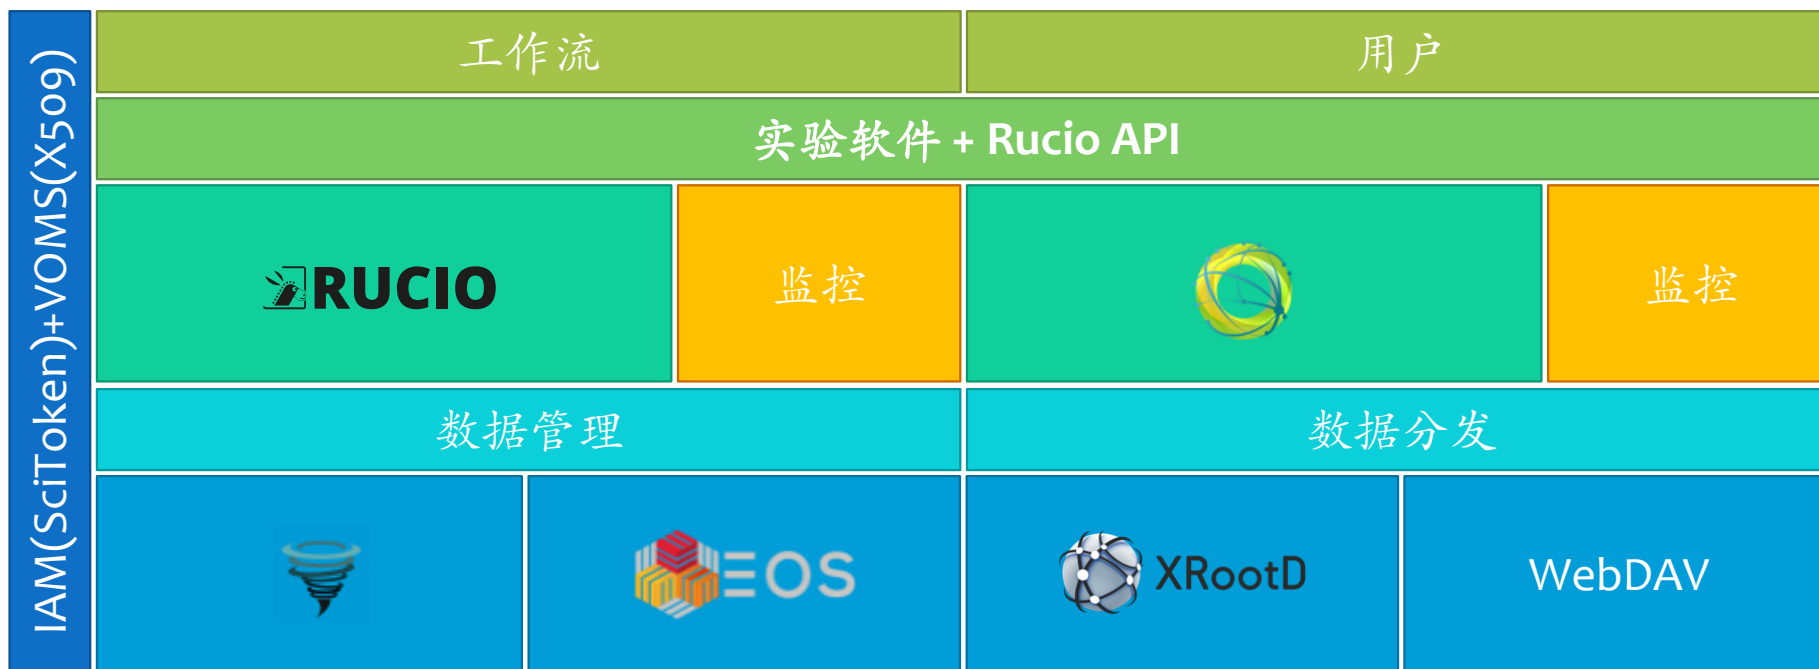 IAM(SciToken)+VOMS(X509)
工作流
用户
实验软件 + Rucio API
RUCIO
监控
监控
数据管理
数据分发
EOS
XRootD
WebDAV